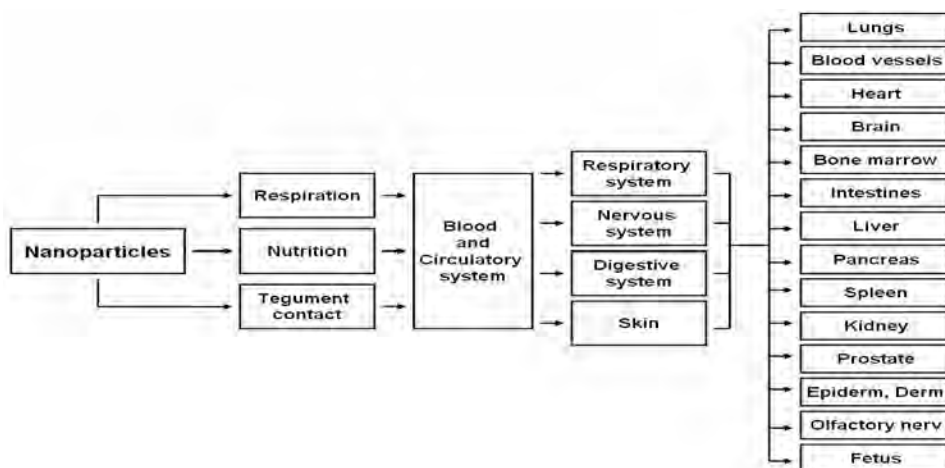 Nanoparticles
Respiration
Nutrition
Tegument
contact
Blood
and
Circulatory
system
Respiratory
system
Nervous
system
Digestive
system
Skin
Lungs
Blood vessels
Heart
Brain
Bone marrow
Intestines
Liver
Pancreas
Spleen
Kidney
Prostate
Epiderm, Derm
Olfactory nerv
Fetus